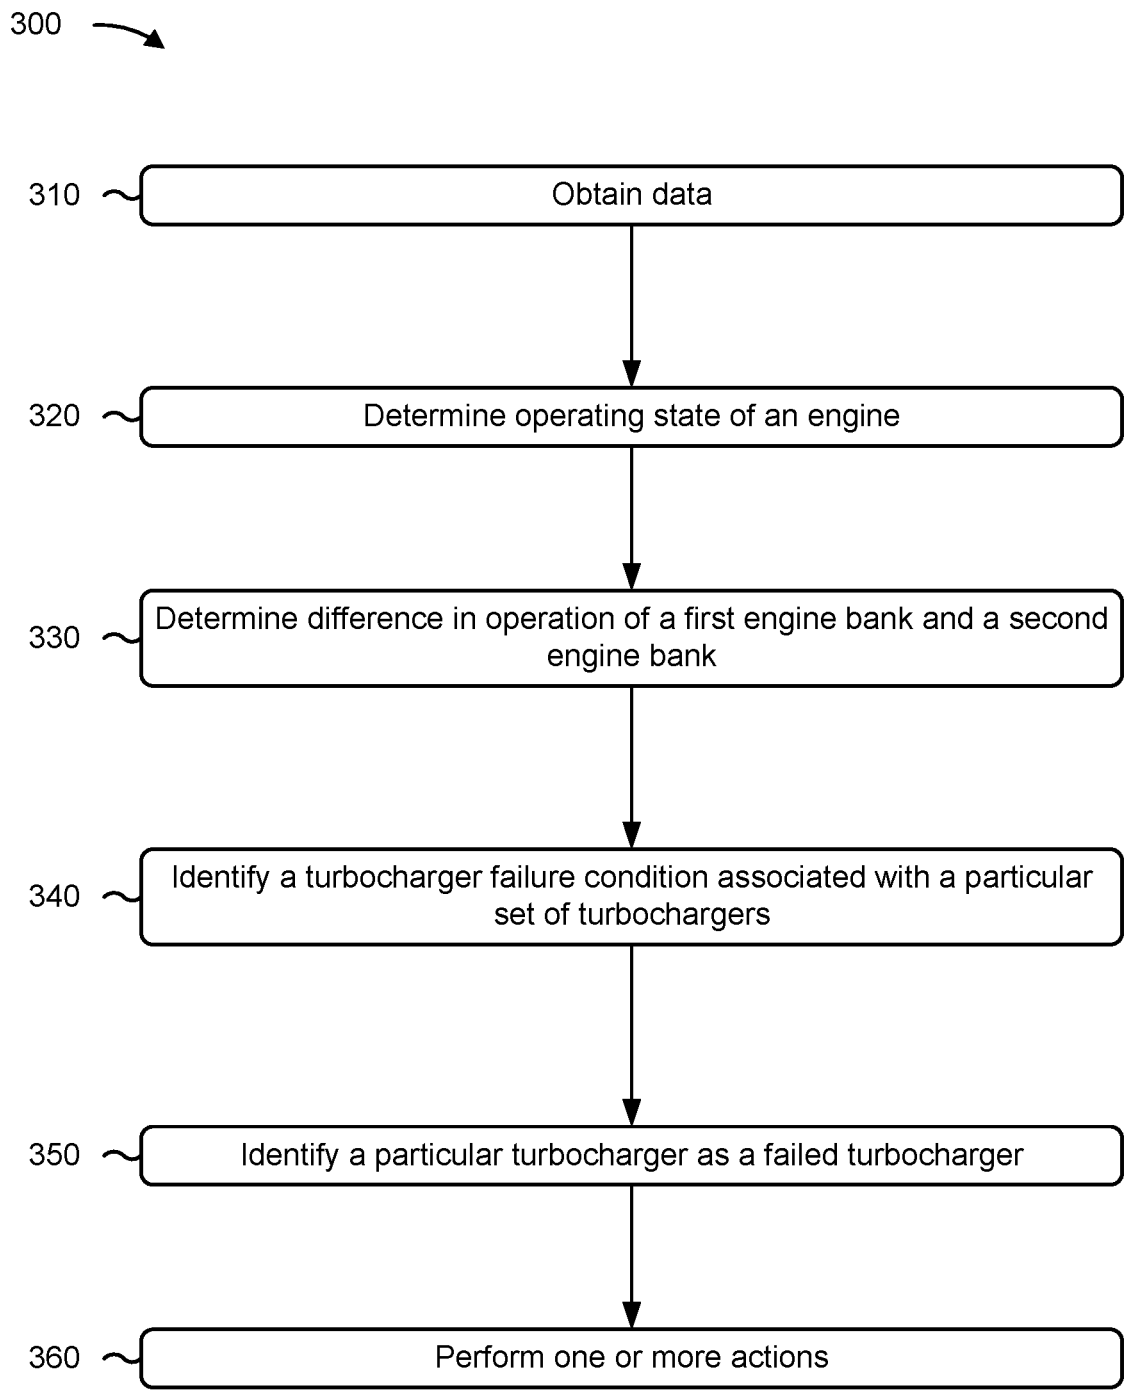 300
310
Obtain data
320
Determine operating state of an engine
330
Determine difference in operation of a first engine bank and a second
engine bank
340
Identify a turbocharger failure condition associated with a particular
set of turbochargers
350
Identify a particular turbocharger as a failed turbocharger
360
Perform one or more actions